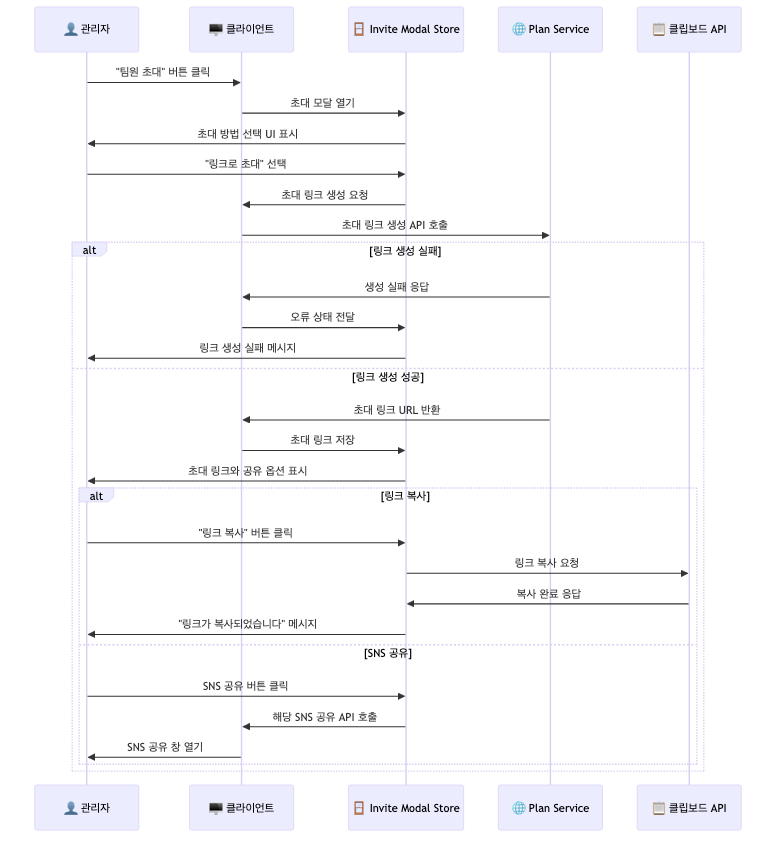 관리자
클라이언트
Invite Modal Store
Plan Service
클립보드 API
"팀원 초대" 버튼 클릭
초대 모달 열기
초대 방법 선택 UI 표시
"링크로 초대" 선택
초대 링크 생성 요청
초대 링크 생성 API 호출
alt
[링크 생성 실패]
생성 실패 응답
오류 상태 전달
링크 생성 실패 메시지
[링크 생성 성공]
초대 링크 URL 반환
초대 링크 저장
초대 링크와 공유 옵션 표시
alt
[링크 복사]
"링크 복사" 버튼 클릭
링크 복사 요청
복사 완료 응답
"링크가 복사되었습니다" 메시지
[SNS 공유]
SNS 공유 버튼 클릭
해당 SNS 공유 API 호출
SNS 공유 창 열기
관리자
클라이언트
Invite Modal Store
Plan Service
클립보드 API